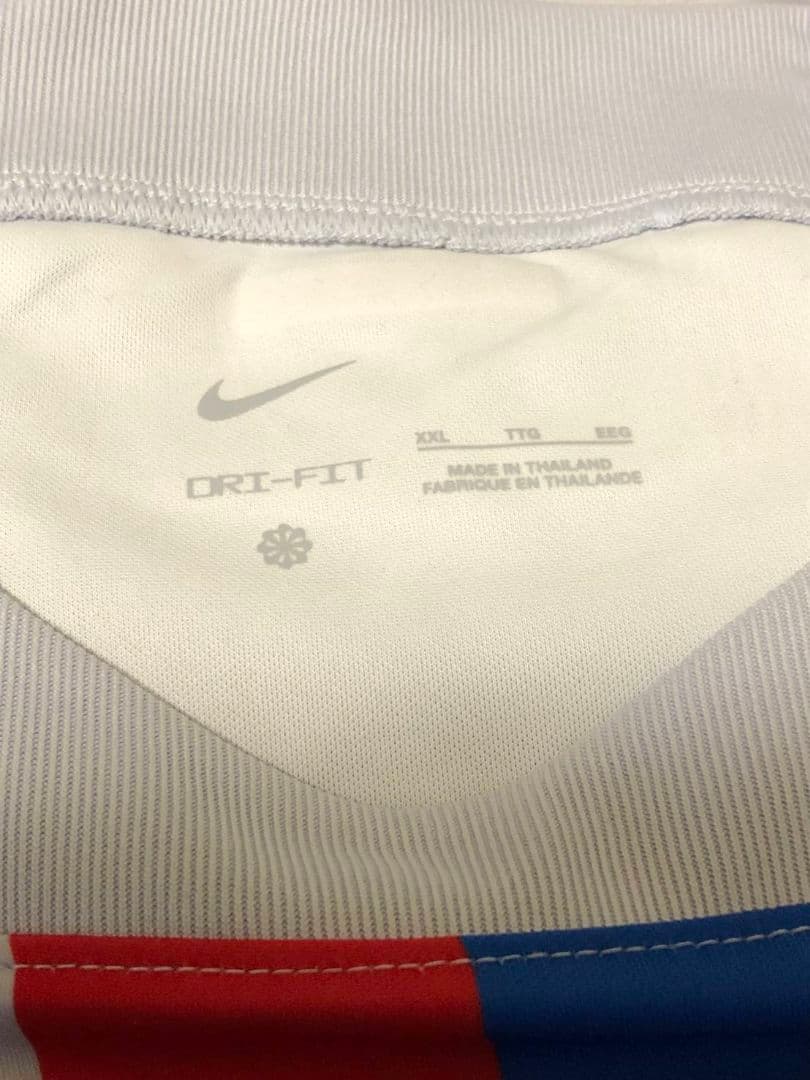 DRI-FIT
XXL TTG EEG
MADE IN THAILAND
FABRIQUE EN THAILANDE